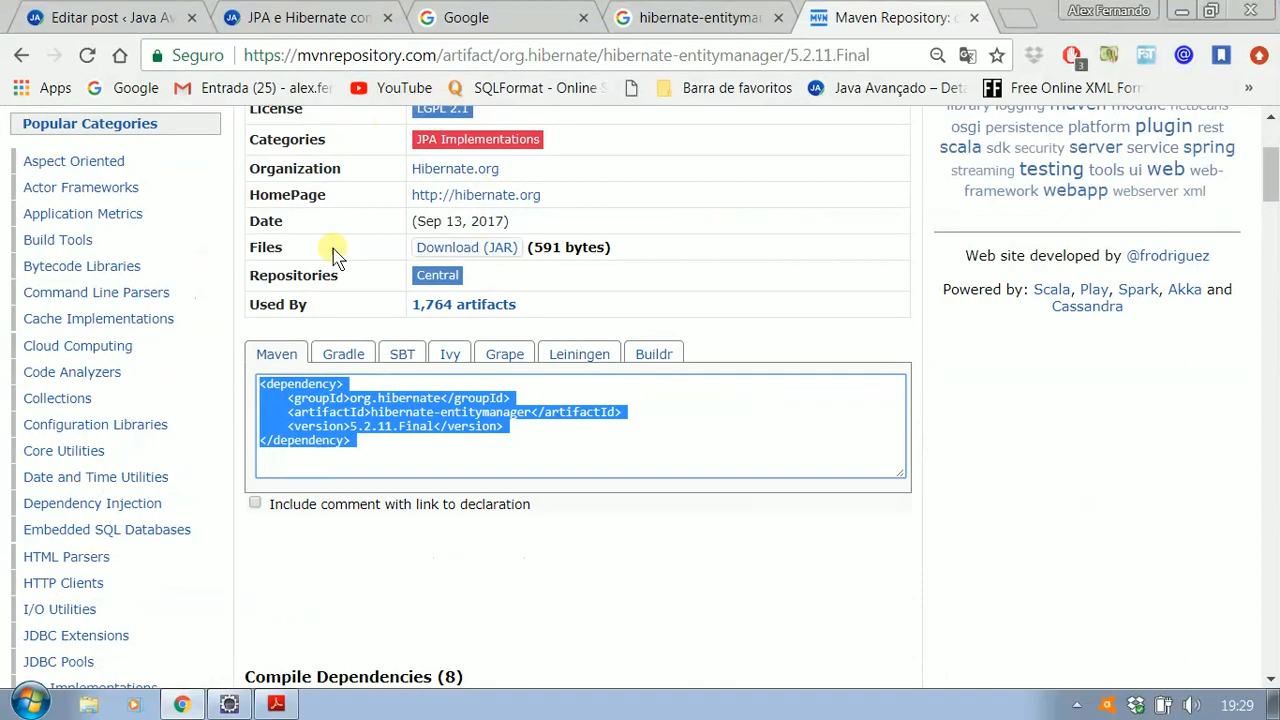 Editar post: Java Av
JPA e Hibernate con
Google
hibernate-entityma
Maven Repository:
Alex Fernando
Seguro
https://mvnrepository.com/artifact/org.hibernate/hibernate-entitymanager/5.2.11.Final
3
Apps
Google
Entrada (25)
YouTube
SQLFormat - Online S
Barra de favoritos
Java Avançado – Deta
Free Online XML For
»
Popular Categories
Aspect Oriented
Actor Frameworks
Application Metrics
Build Tools
Bytecode Libraries
Command Line Parsers
Cache Implementations
Cloud Computing
Code Analyzers
Collections
Configuration Libraries
Core Utilities
Date and Time Utilities
Dependency Injection
Embedded SQL Databases
HTML Parsers
HTTP Clients
I/O Utilities
JDBC Extensions
JDBC Pools
License LGPL 2.1
Categories JPA Implementations
Organization Hibernate.org
HomePage http://hibernate.org
Date (Sep 13, 2017)
Files Download (JAR) (591 bytes)
Repositories Central
Used By 1,764 artifacts
Maven Gradle SBT Ivy Grape Leiningen Buildr
<dependency>
    <groupId>org.hibernate</groupId>
    <artifactId>hibernate-entitymanager</artifactId>
    <version>5.2.11.Final</version>
</dependency>
Include comment with link to declaration
Compile Dependencies (8)
library logging maven module netbeans
osgi persistence platform plugin rest
scala sdk security server service spring
streaming testing tools ui web web-
framework webapp webserver xml
Web site developed by @frodriguez
Powered by: Scala, Play, Spark, Akka and
Cassandra
19:29